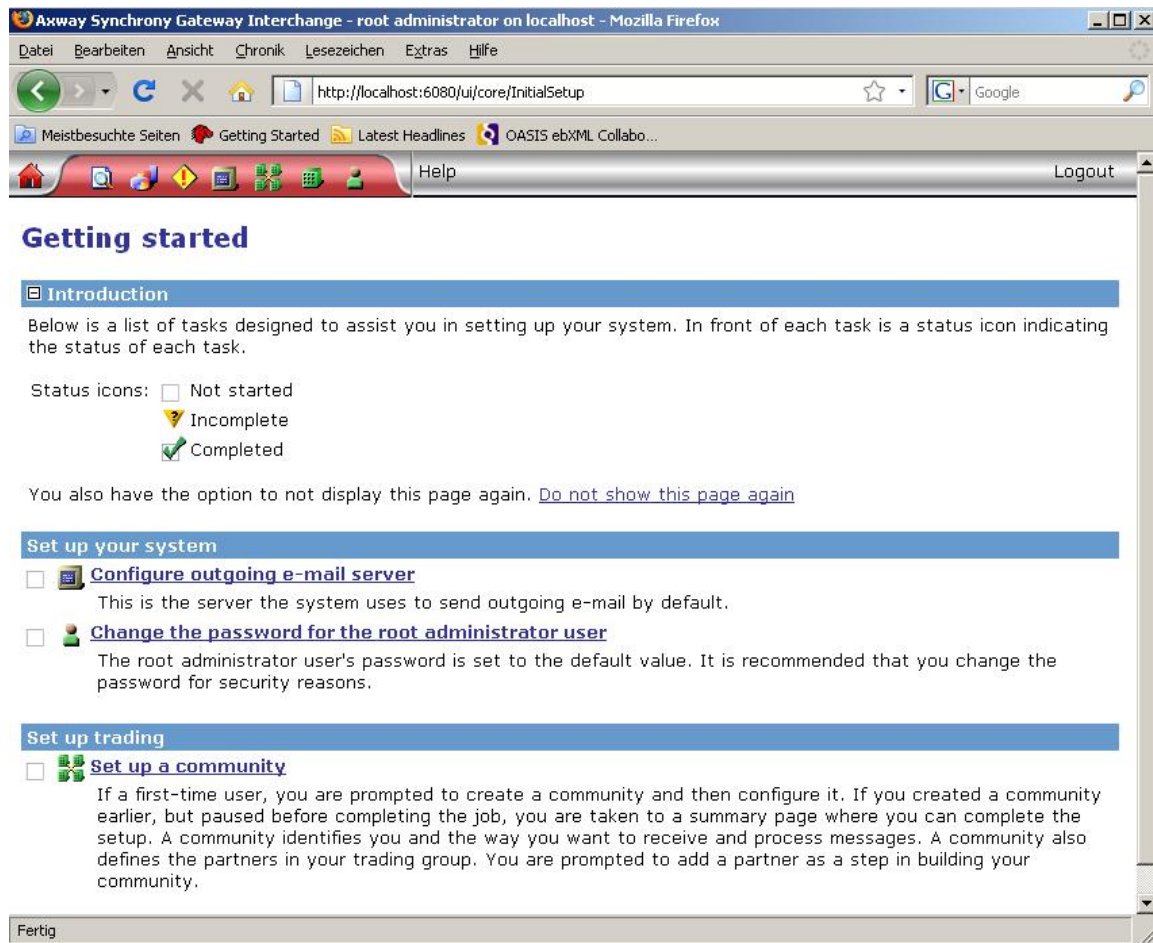 Axway Synchrony Gateway Interchange - root administrator on localhost - Mozilla Firefox
Datei Bearbeiten Ansicht Chronik Lesezeichen Extras Hilfe
http://localhost:6080/ui/core/InitialSetup
G Google
Meistbesuchte Seiten Getting Started Latest Headlines OASIS ebXML Collabo...
Help Logout
Getting started
Introduction
Below is a list of tasks designed to assist you in setting up your system. In front of each task is a status icon indicating
the status of each task.
Status icons: Not started
Incomplete
Completed
You also have the option to not display this page again. Do not show this page again
Set up your system
Configure outgoing e-mail server
This is the server the system uses to send outgoing e-mail by default.
Change the password for the root administrator user
The root administrator user's password is set to the default value. It is recommended that you change the
password for security reasons.
Set up trading
Set up a community
If a first-time user, you are prompted to create a community and then configure it. If you created a community
earlier, but paused before completing the job, you are taken to a summary page where you can complete the
setup. A community identifies you and the way you want to receive and process messages. A community also
defines the partners in your trading group. You are prompted to add a partner as a step in building your
community.
Fertig